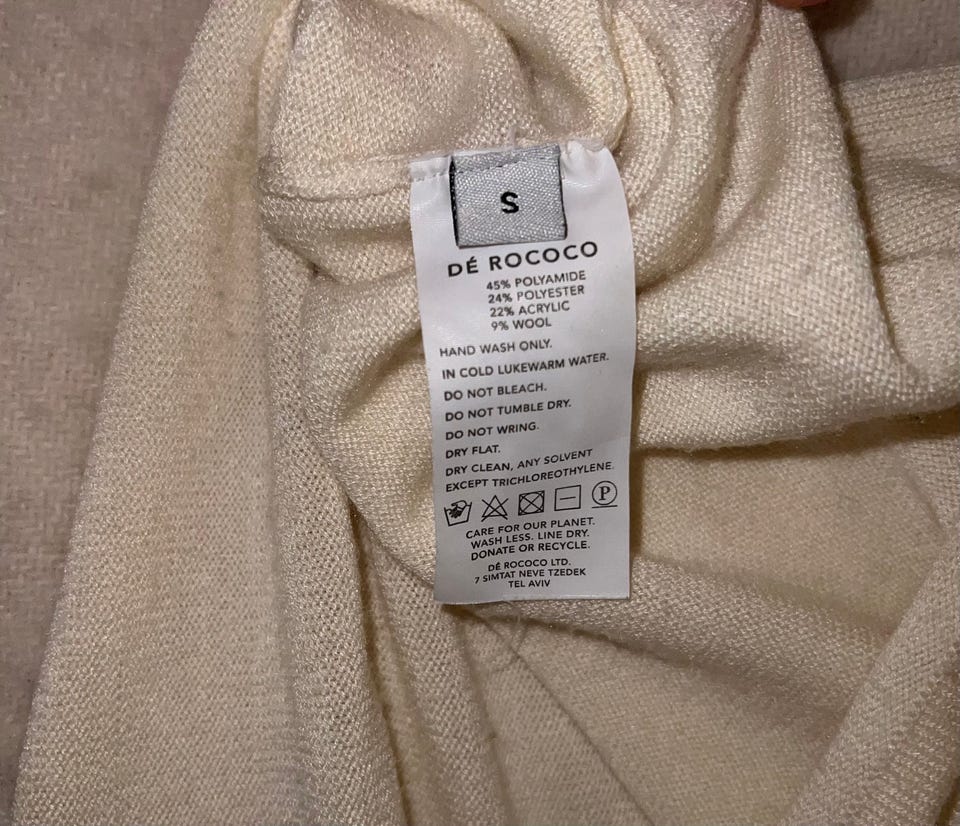 S
DÉ ROCOCO
45% POLYAMIDE
24% POLYESTER
22% ACRYLIC
9% WOOL
HAND WASH ONLY.
IN COLD LUKEWARM WATER.
DO NOT BLEACH.
DO NOT TUMBLE DRY.
DO NOT WRING.
DRY FLAT.
DRY CLEAN, ANY SOLVENT
EXCEPT TRICHLOREOTHYLENE.
P
CARE FOR OUR PLANET.
WASH LESS. LINE DRY.
DONATE OR RECYCLE.
DÉ ROCOCO LTD.
7 SIMTAT NEVE TZEDEK
TEL AVIV